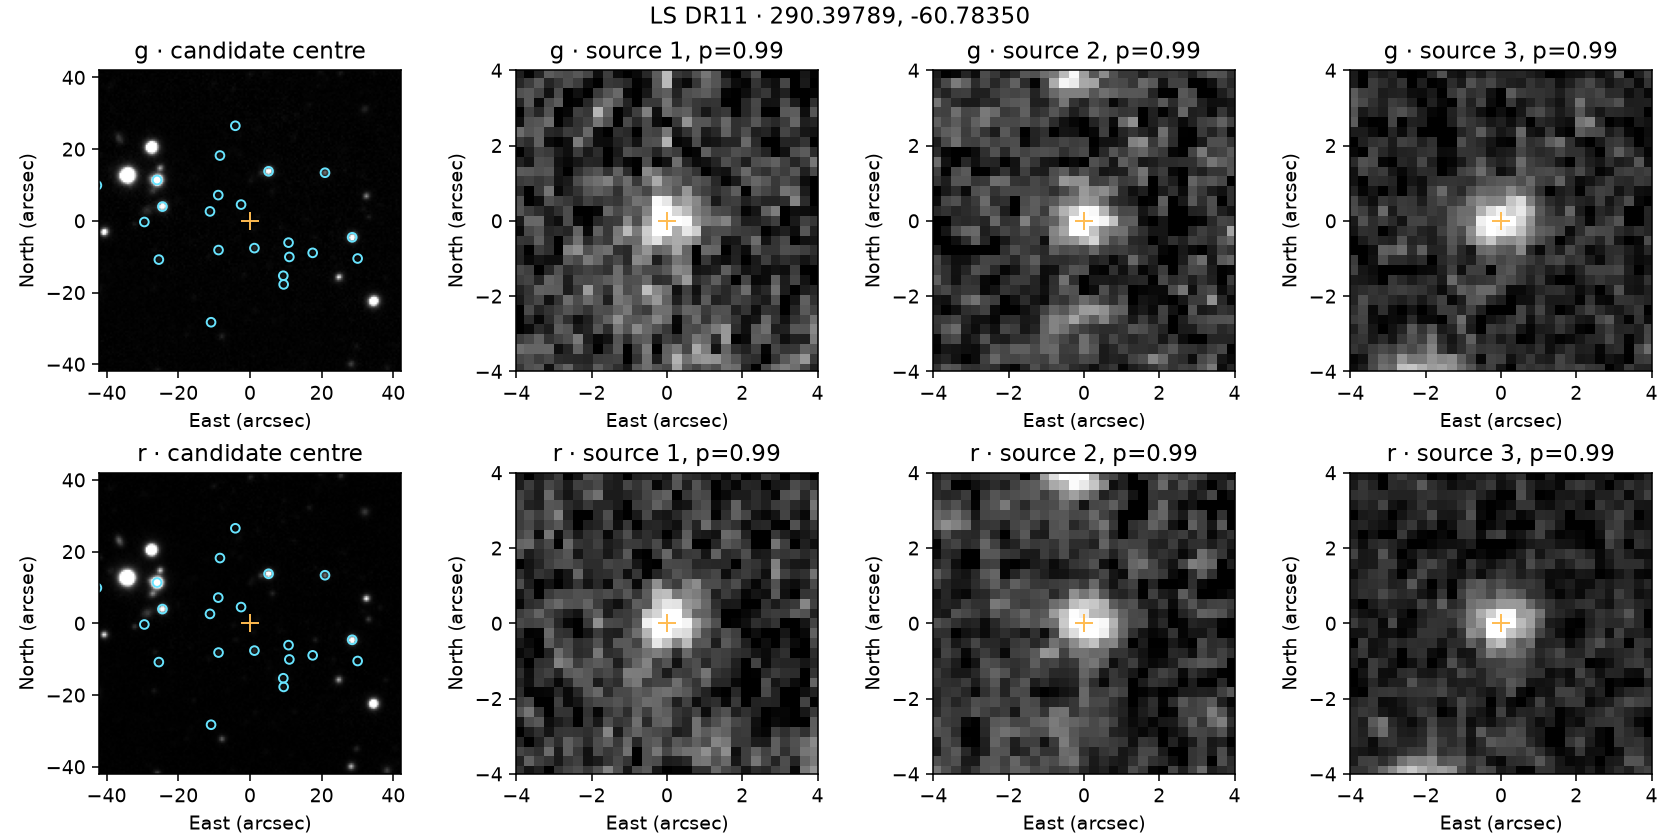 LS DR11 · 290.39789, -60.78350
g · candidate centre
g · source 1, p=0.99
g · source 2, p=0.99
g · source 3, p=0.99
40
20
0
−20
−40
North (arcsec)
−40 −20 0 20 40
East (arcsec)
4
2
0
−2
−4
North (arcsec)
−4 −2 0 2 4
East (arcsec)
4
2
0
−2
−4
North (arcsec)
−4 −2 0 2 4
East (arcsec)
4
2
0
−2
−4
North (arcsec)
−4 −2 0 2 4
East (arcsec)
r · candidate centre
r · source 1, p=0.99
r · source 2, p=0.99
r · source 3, p=0.99
40
20
0
−20
−40
North (arcsec)
−40 −20 0 20 40
East (arcsec)
4
2
0
−2
−4
North (arcsec)
−4 −2 0 2 4
East (arcsec)
4
2
0
−2
−4
North (arcsec)
−4 −2 0 2 4
East (arcsec)
4
2
0
−2
−4
North (arcsec)
−4 −2 0 2 4
East (arcsec)